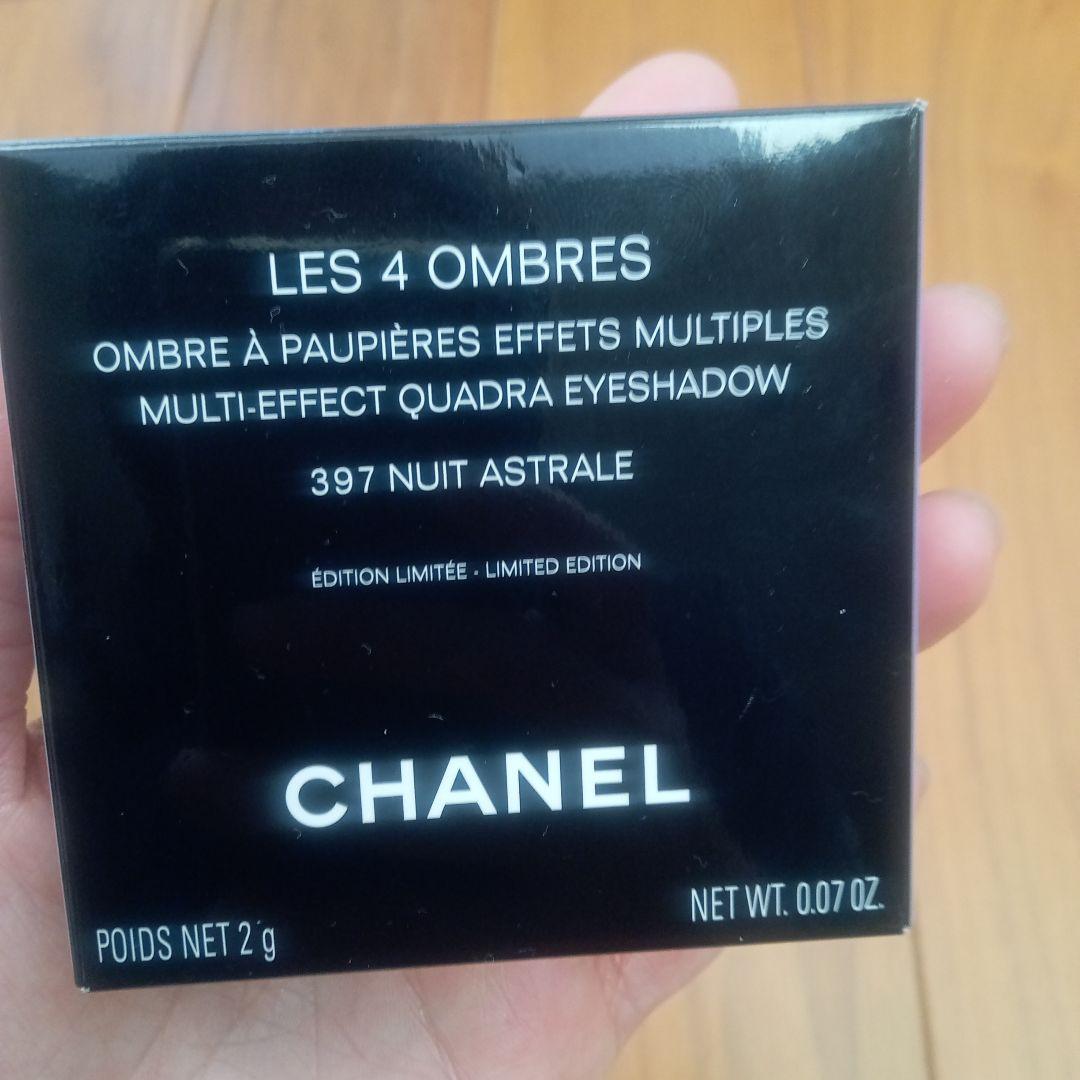 LES 4 OMBRES
OMBRE À PAUPIÈRES EFFETS MULTIPLES
MULTI-EFFECT QUADRA EYESHADOW
397 NUIT ASTRALE
ÉDITION LIMITÉE - LIMITED EDITION
CHANEL
POIDS NET 2 g
NET WT. 0.07 OZ.